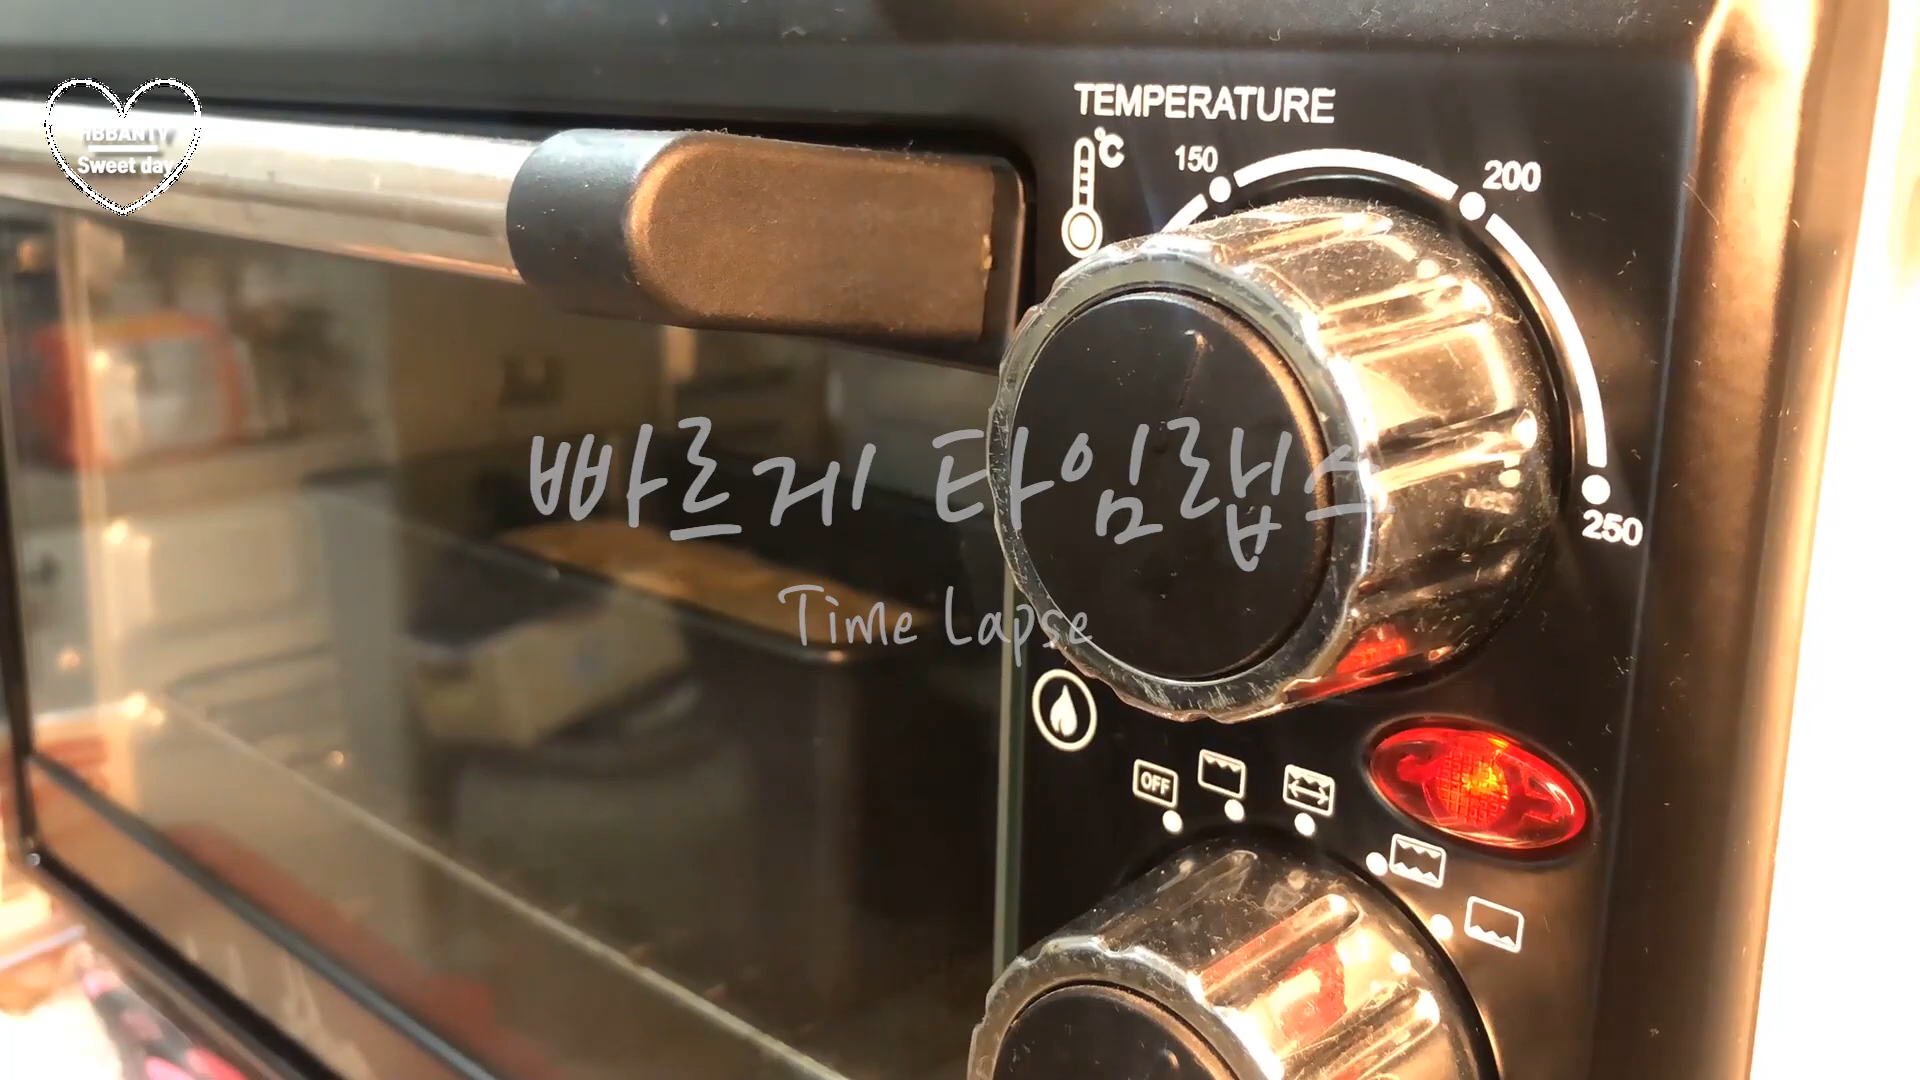 HBBANTY
Sweet day
TEMPERATURE
°C
150
200
250
빠르게 타임랩스
Time Lapse
OFF